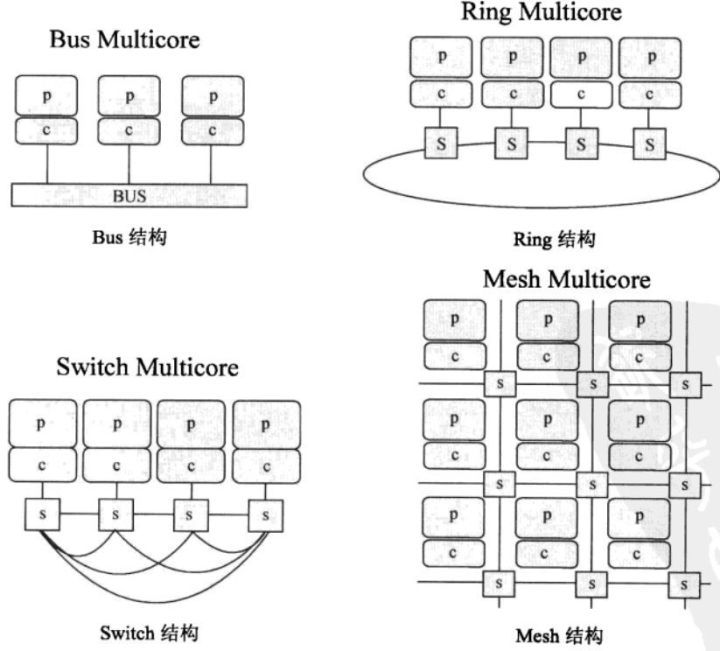 Bus Multicore
p p p
c c c
BUS
Bus 结构
Ring Multicore
p p p p
c c c c
S S S S
Ring 结构
Switch Multicore
p p p p
c c c c
s s s s
Switch 结构
Mesh Multicore
p p p
c c c
s s s
p p p
c c c
s s s
p p p
c c c
s s s
Mesh 结构